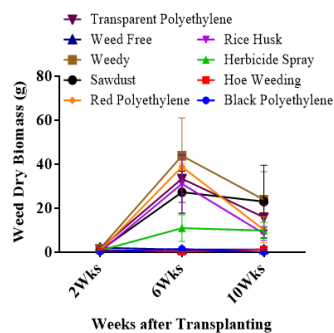 Transparent Polyethylene
Weed Free
Rice Husk
Weedy
Herbicide Spray
Sawdust
Hoe Weeding
Red Polyethylene
Black Polyethylene
Weed Dry Biomass (g)
80
60
40
20
0
2Wks
6Wks
10Wks
Weeks after Transplanting